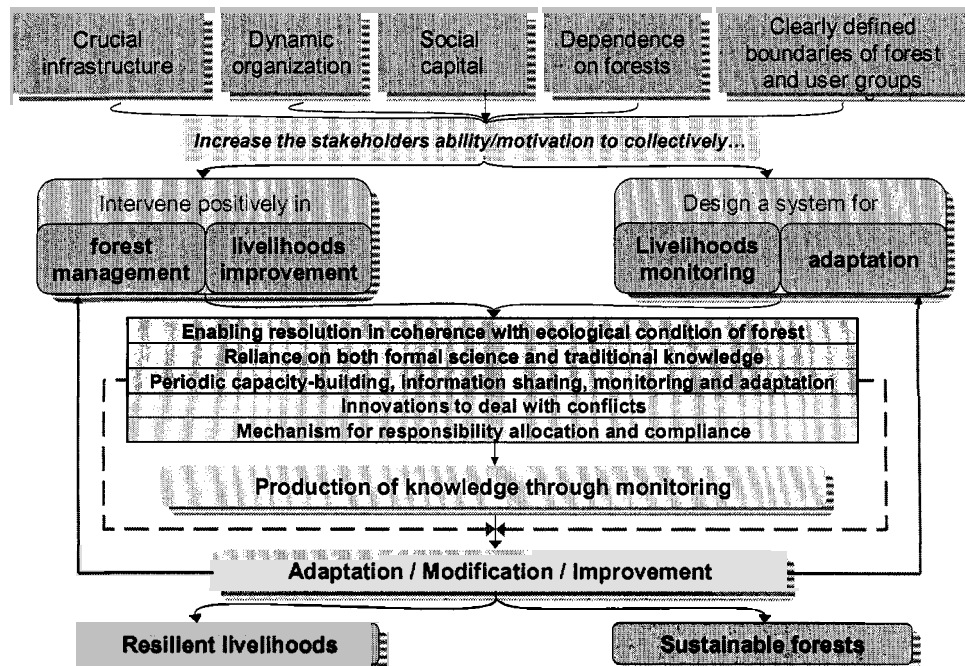 Crucial
infrastructure
Dynamic
organization
Social
capital
Dependence
on forests
Clearly defined
boundaries of forest
and user groups
Increase the stakeholders ability/motivation to collectively...
Intervene positively in
forest
management
livelihoods
improvement
Design a system for
Livelihoods
monitoring
adaptation
Enabling resolution in coherence with ecological condition of forest
Reliance on both formal science and traditional knowledge
Periodic capacity-building, information sharing, monitoring and adaptation
Innovations to deal with conflicts
Mechanism for responsibility allocation and compliance
Production of knowledge through monitoring
Adaptation / Modification / Improvement
Resilient livelihoods
Sustainable forests